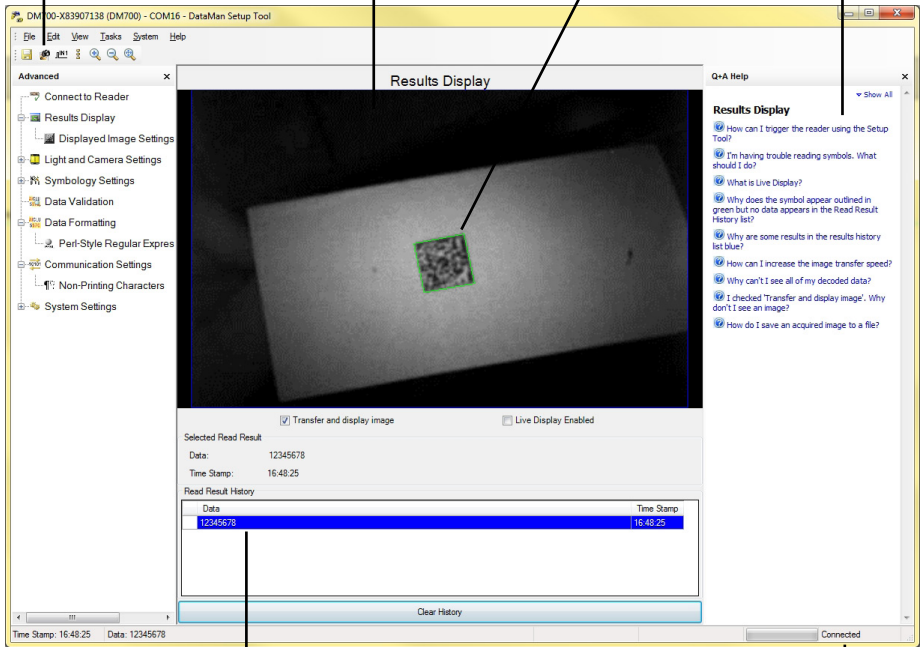 DM700-X83907138 (DM700) - COM16 - DataMan Setup Tool
File Edit View Tasks System Help
Advanced
Connect to Reader
Results Display
Displayed Image Settings
Light and Camera Settings
Symbology Settings
Data Validation
Data Formatting
Perl-Style Regular Expres
Communication Settings
Non-Printing Characters
System Settings
Results Display
Transfer and display image
Live Display Enabled
Selected Read Result
Data: 12345678
Time Stamp: 16:48:25
Read Result History
Data Time Stamp
12345678 16:48:25
Clear History
Q+A Help
Show All
Results Display
How can I trigger the reader using the Setup
Tool?
I'm having trouble reading symbols. What
should I do?
What is Live Display?
Why does the symbol appear outlined in
green but no data appears in the Read Result
History list?
Why are some results in the results history
list blue?
How can I increase the image transfer speed?
Why can't I see all of my decoded data?
I checked 'Transfer and display image'. Why
don't I see an image?
How do I save an acquired image to a file?
Time Stamp: 16:48:25 Data: 12345678 Connected